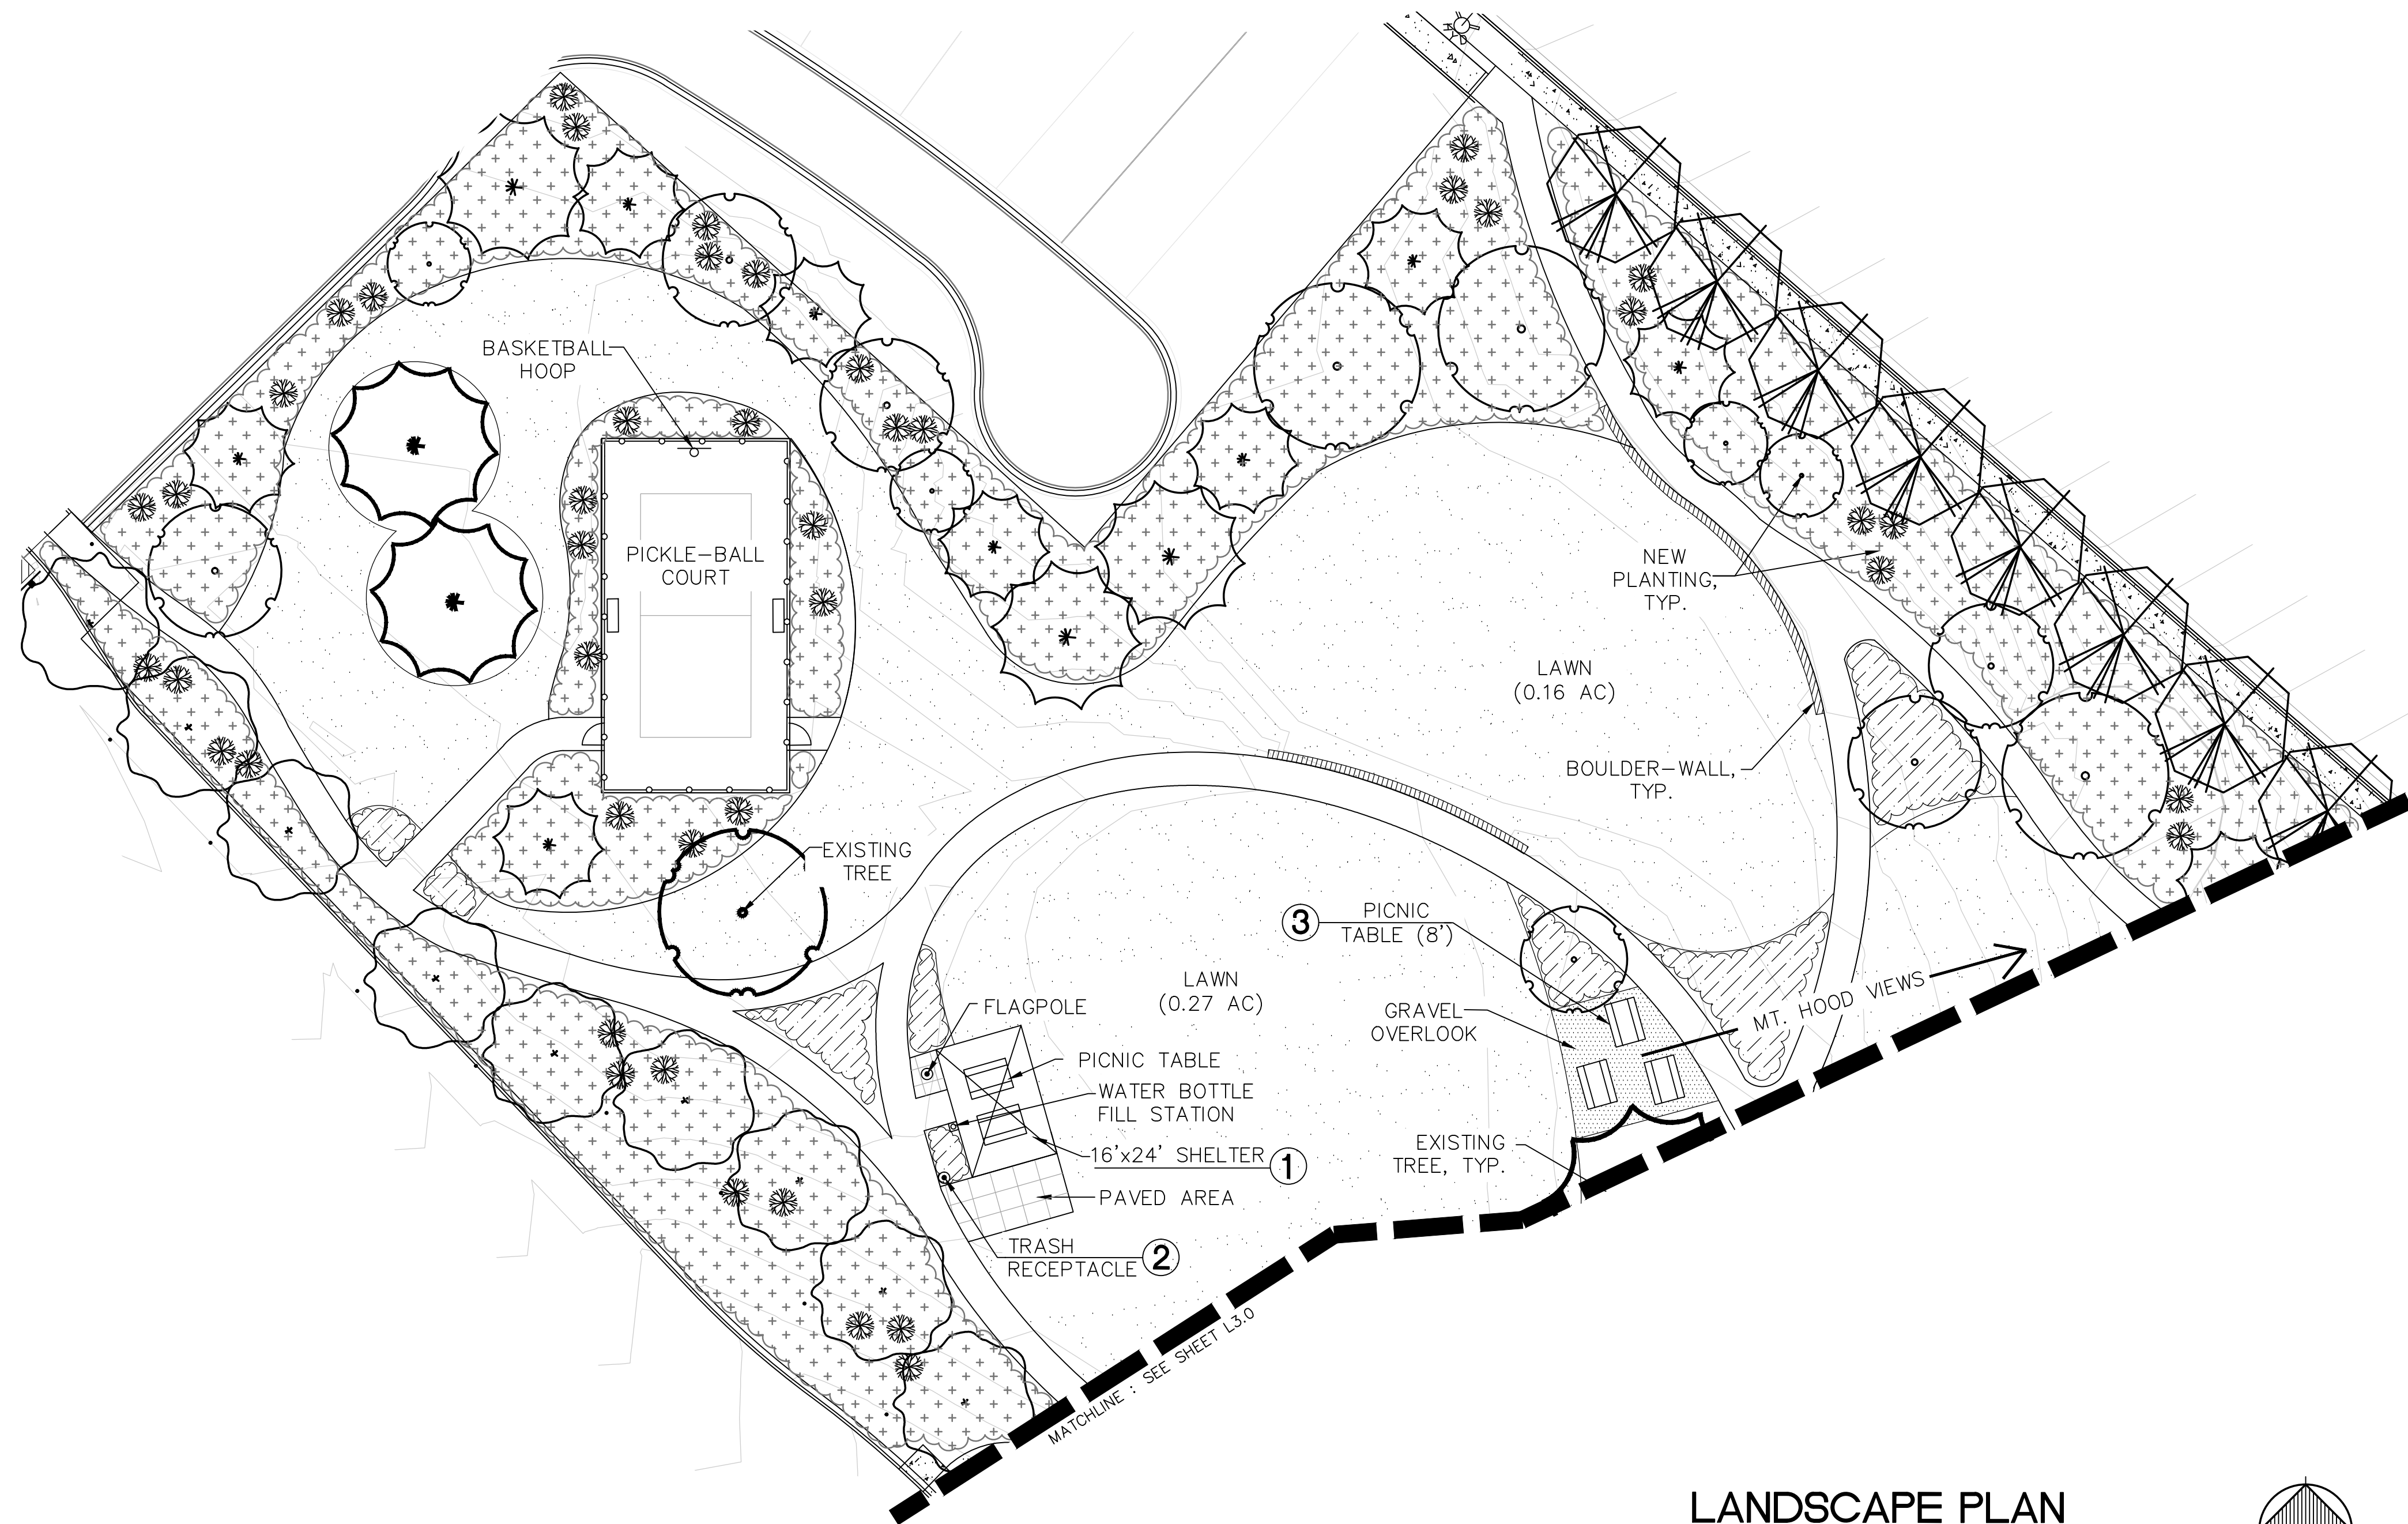 BASKETBALL
HOOP
PICKLE-BALL
COURT
NEW
PLANTING,
TYP.
LAWN
(0.16 AC)
BOULDER-WALL,
TYP.
EXISTING
TREE
3
PICNIC
TABLE (8')
LAWN
(0.27 AC)
MT. HOOD VIEWS
FLAGPOLE
GRAVEL
OVERLOOK
PICNIC TABLE
WATER BOTTLE
FILL STATION
EXISTING
TREE, TYP.
16'x24' SHELTER
1
PAVED AREA
TRASH
RECEPTACLE
2
MATCHLINE : SEE SHEET L3.0
LANDSCAPE PLAN